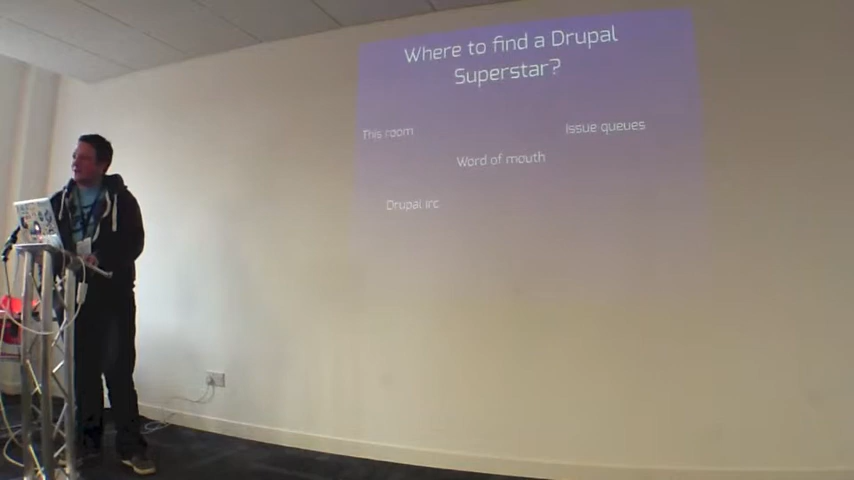 Where to find a Drupal
Superstar?
This room
Issue queues
Word of mouth
Drupal irc